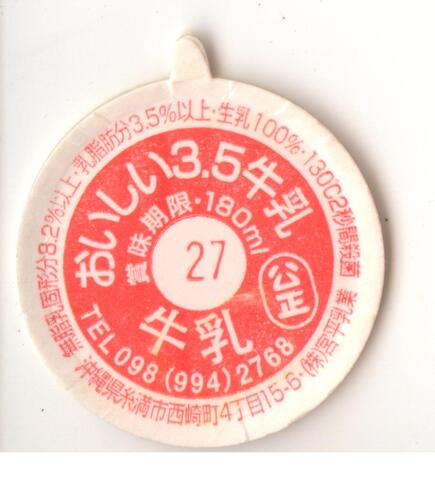 無脂乳固形分8.2%以上・乳脂肪分3.5%以上・生乳100%・130C2秒間殺菌
おいしい3.5牛乳
賞味期限・180ml
27
公正
牛乳
TEL 098 (994) 2768
沖縄県糸満市西崎町4丁目15-6・(株)宮平乳業